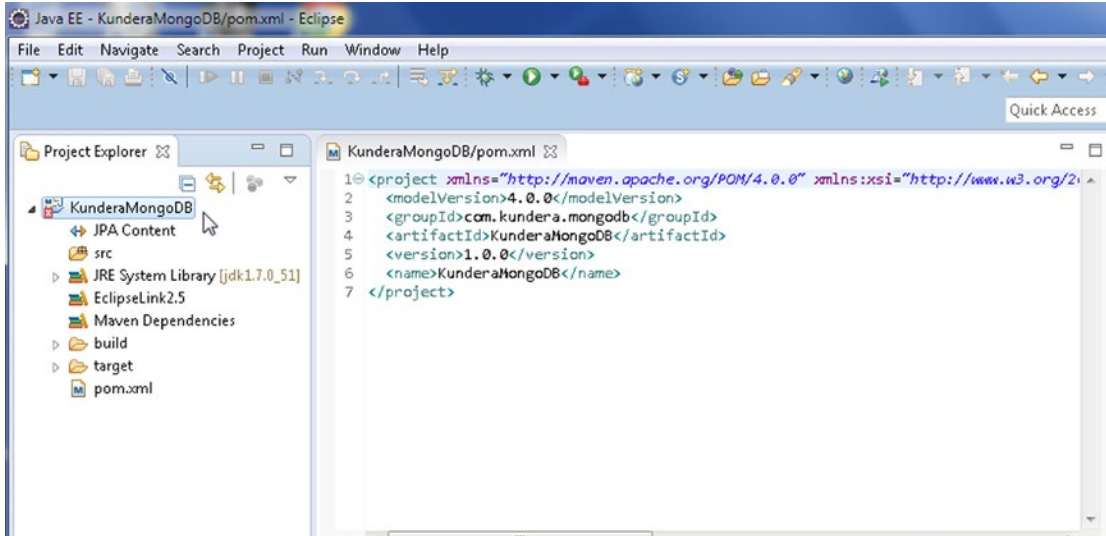 Java EE - KunderaMongoDB/pom.xml - Eclipse
File Edit Navigate Search Project Run Window Help
Quick Access
Project Explorer
KunderaMongoDB
JPA Content
src
JRE System Library [jdk1.7.0_51]
EclipseLink2.5
Maven Dependencies
build
target
pom.xml
KunderaMongoDB/pom.xml
1 <project xmlns="http://maven.apache.org/POM/4.0.0" xmlns:xsi="http://www.w3.org/2
2 <modelVersion>4.0.0</modelVersion>
3 <groupId>com.kundera.mongodb</groupId>
4 <artifactId>KunderaMongoDB</artifactId>
5 <version>1.0.0</version>
6 <name>KunderaMongoDB</name>
7 </project>